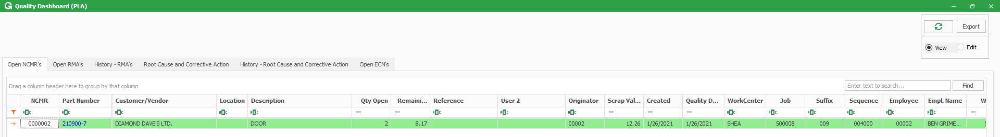 Quality Dashboard (PLA)
Export
View Edit
Open NCMR's Open RMA's History - RMA's Root Cause and Corrective Action History - Root Cause and Corrective Action Open ECN's
Drag a column header here to group by that column Enter text to search... Find
NCMR Part Number Customer/Vendor Location Description Qty Open Remaini... Reference User 2 Originator Scrap Val... Created Quality D... WorkCenter Job Suffix Sequence Employee Empl. Name W
0000002 210900-7 DIAMOND DAVE'S LTD. DOOR 2 8.17 00002 12.26 1/26/2021 1/26/2021 SHEA 500008 009 004000 00002 BEN GRIME...